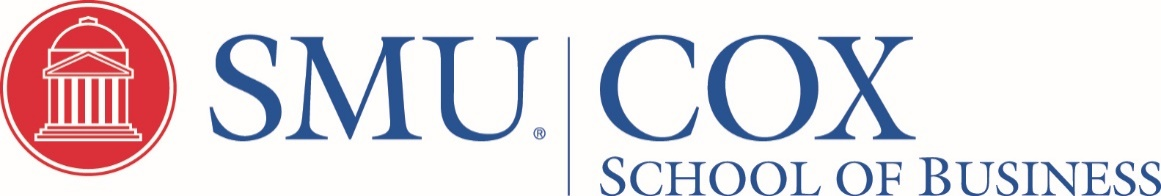 SMU® | COX
SCHOOL OF BUSINESS